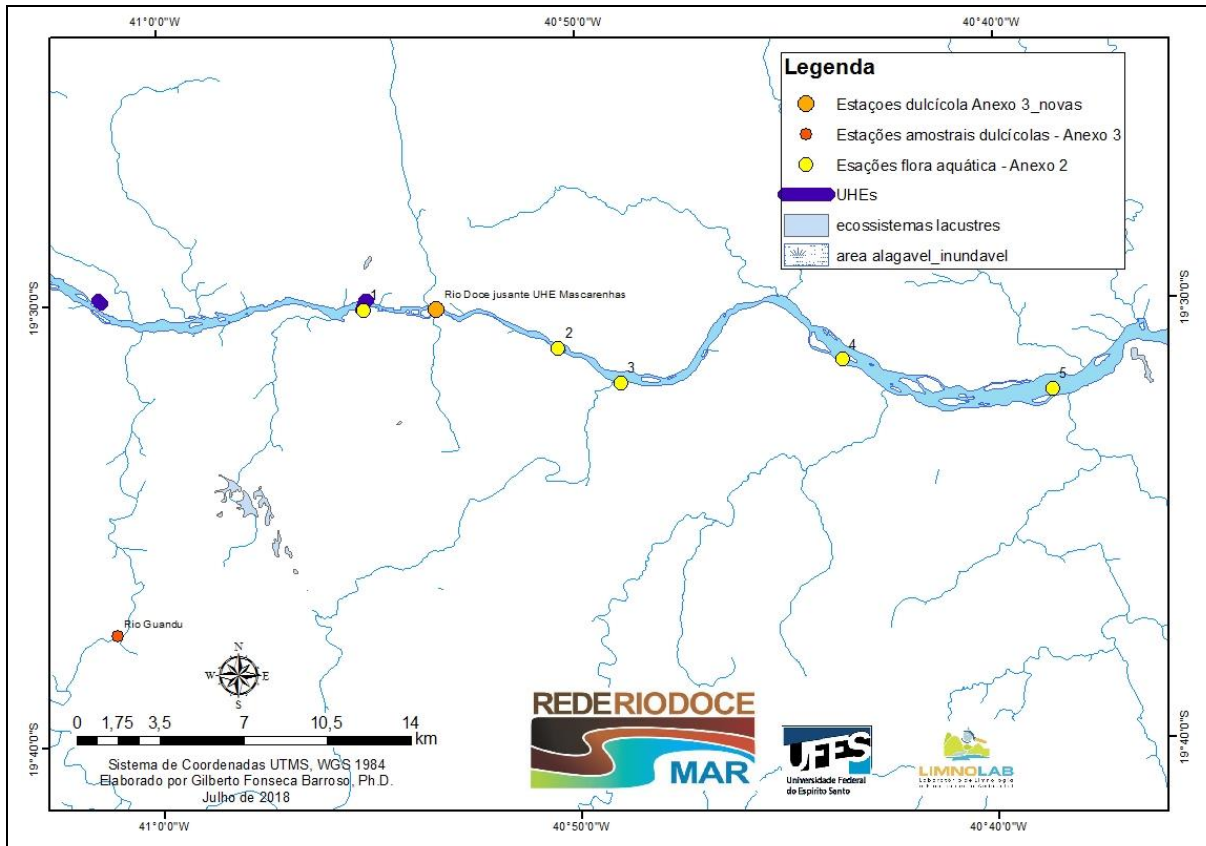 41°0'0"W
40°50'0"W
40°40'0"W
Legenda
Estaçoes dulcícola Anexo 3_novas
Estações amostrais dulcícolas - Anexo 3
Esações flora aquática - Anexo 2
UHEs
ecossistemas lacustres
area alagavel_inundavel
19°30'0"S
19°30'0"S
1
Rio Doce jusante UHE Mascarenhas
2
3
4
5
Rio Guandu
N
W
E
S
0 1,75 3,5 7 10,5 14
km
Sistema de Coordenadas UTMS, WGS 1984
Elaborado por Gilberto Fonseca Barroso, Ph.D.
Julho de 2018
REDERIODOCE
MAR
UFES
Universidade Federal
do Espírito Santo
LIMNOLAB
19°40'0"S
19°40'0"S
41°0'0"W
40°50'0"W
40°40'0"W